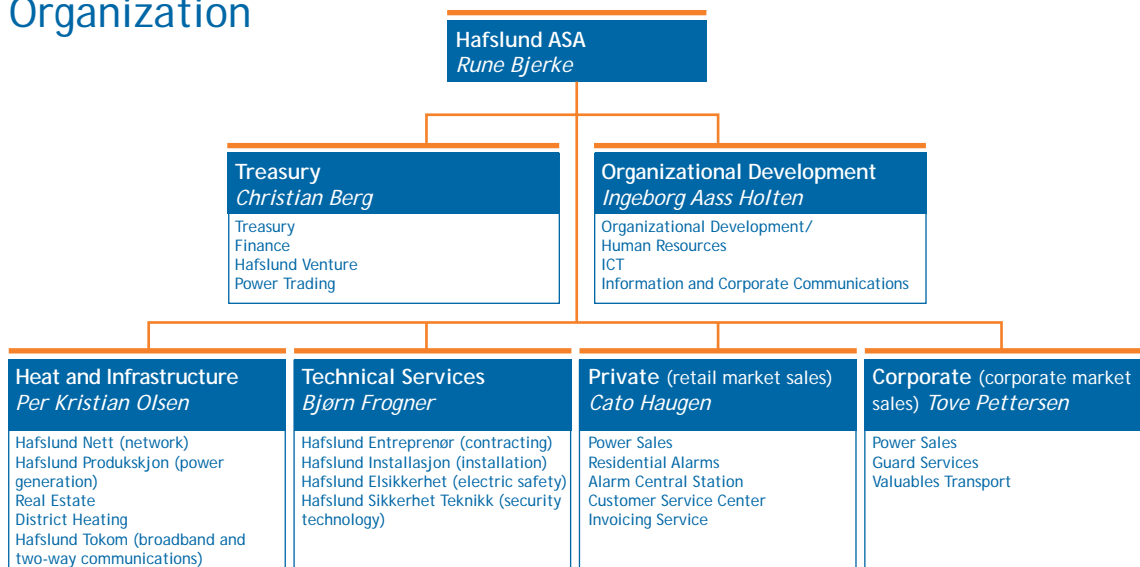 Organization
Hafslund ASA
Rune Bjerke
Treasury
Christian Berg
Treasury
Finance
Hafslund Venture
Power Trading
Organizational Development
Ingeborg Aass Holten
Organizational Development/
Human Resources
ICT
Information and Corporate Communications
Heat and Infrastructure
Per Kristian Olsen
Hafslund Nett (network)
Hafslund Produkskjon (power
generation)
Real Estate
District Heating
Hafslund Tokom (broadband and
two-way communications)
Technical Services
Bjørn Frogner
Hafslund Entreprenør (contracting)
Hafslund Installasjon (installation)
Hafslund Elsikkerhet (electric safety)
Hafslund Sikkerhet Teknikk (security
technology)
Private (retail market sales)
Cato Haugen
Power Sales
Residential Alarms
Alarm Central Station
Customer Service Center
Invoicing Service
Corporate (corporate market
sales) Tove Pettersen
Power Sales
Guard Services
Valuables Transport